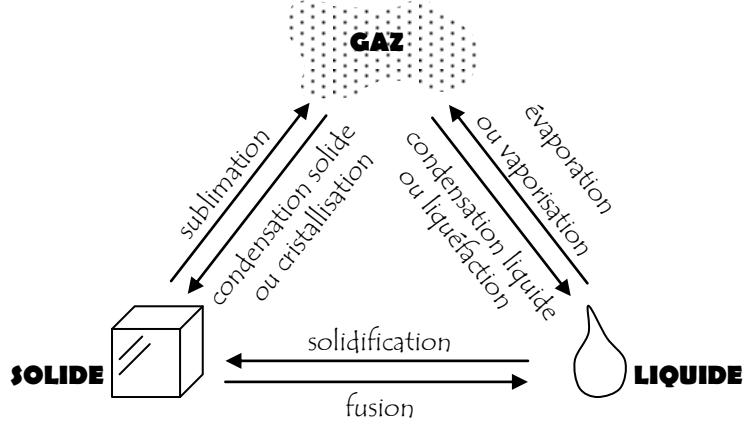 GAZ
sublimation
condensation solide
ou cristallisation
condensation liquide
ou liquéfaction
évaporation
ou vaporisation
solidification
SOLIDE
LIQUIDE
fusion